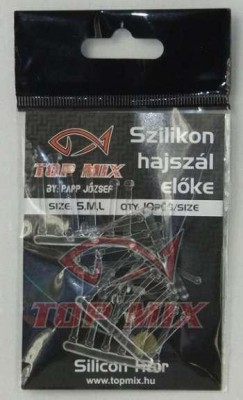 Szilikon
hajszál
előke
TOP MIX
BY: PAPP JÓZSEF
SIZE: S,M,L
QTY: 10PCS/SIZE
TOP MIX
Silicon Hair
www.topmix.hu